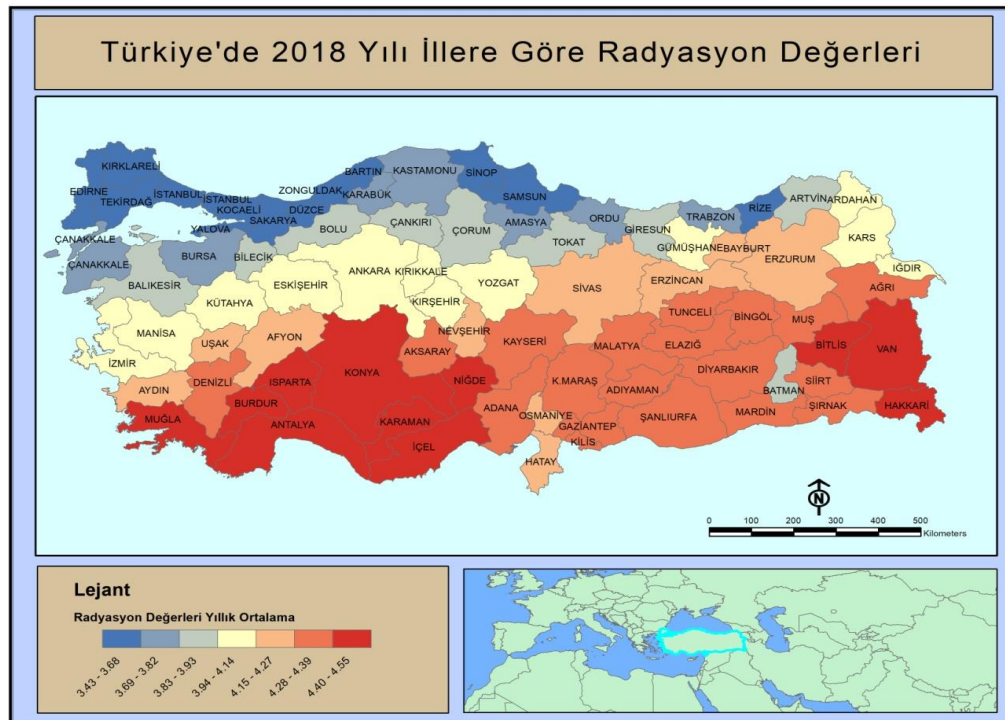 Türkiye'de 2018 Yılı İllere Göre Radyasyon Değerleri
KIRKLARELİ
EDİRNE
TEKİRDAĞ
İSTANBUL
İSTANBUL
KOCAELİ
SAKARYA
DÜZCE
ZONGULDAK
BARTIN
KARABÜK
KASTAMONU
SİNOP
SAMSUN
ORDU
GİRESUN
TRABZON
RİZE
ARTVİN
ARDAHAN
ÇANAKKALE
ÇANAKKALE
YALOVA
BURSA
BİLECİK
BOLU
ÇANKIRI
ÇORUM
AMASYA
TOKAT
GÜMÜŞHANE
BAYBURT
ERZURUM
KARS
IĞDIR
AĞRI
BALIKESİR
KÜTAHYA
ESKİŞEHİR
ANKARA
KIRIKKALE
KIRŞEHİR
YOZGAT
SİVAS
ERZİNCAN
TUNCELİ
BİNGÖL
MUŞ
MANİSA
İZMİR
UŞAK
AFYON
NEVŞEHİR
AKSARAY
KAYSERİ
MALATYA
ELAZIĞ
DİYARBAKIR
BATMAN
BİTLİS
VAN
SİİRT
ŞIRNAK
HAKKARİ
AYDIN
DENİZLİ
ISPARTA
KONYA
NİĞDE
K.MARAŞ
ADIYAMAN
MARDİN
MUĞLA
BURDUR
ANTALYA
KARAMAN
İÇEL
ADANA
OSMANİYE
GAZİANTEP
KİLİS
ŞANLIURFA
HATAY
N
0 100 200 300 400 500
Kilometers
Lejant
Radyasyon Değerleri Yıllık Ortalama
3.43 - 3.68
3.69 - 3.82
3.83 - 3.93
3.94 - 4.14
4.15 - 4.27
4.28 - 4.39
4.40 - 4.55